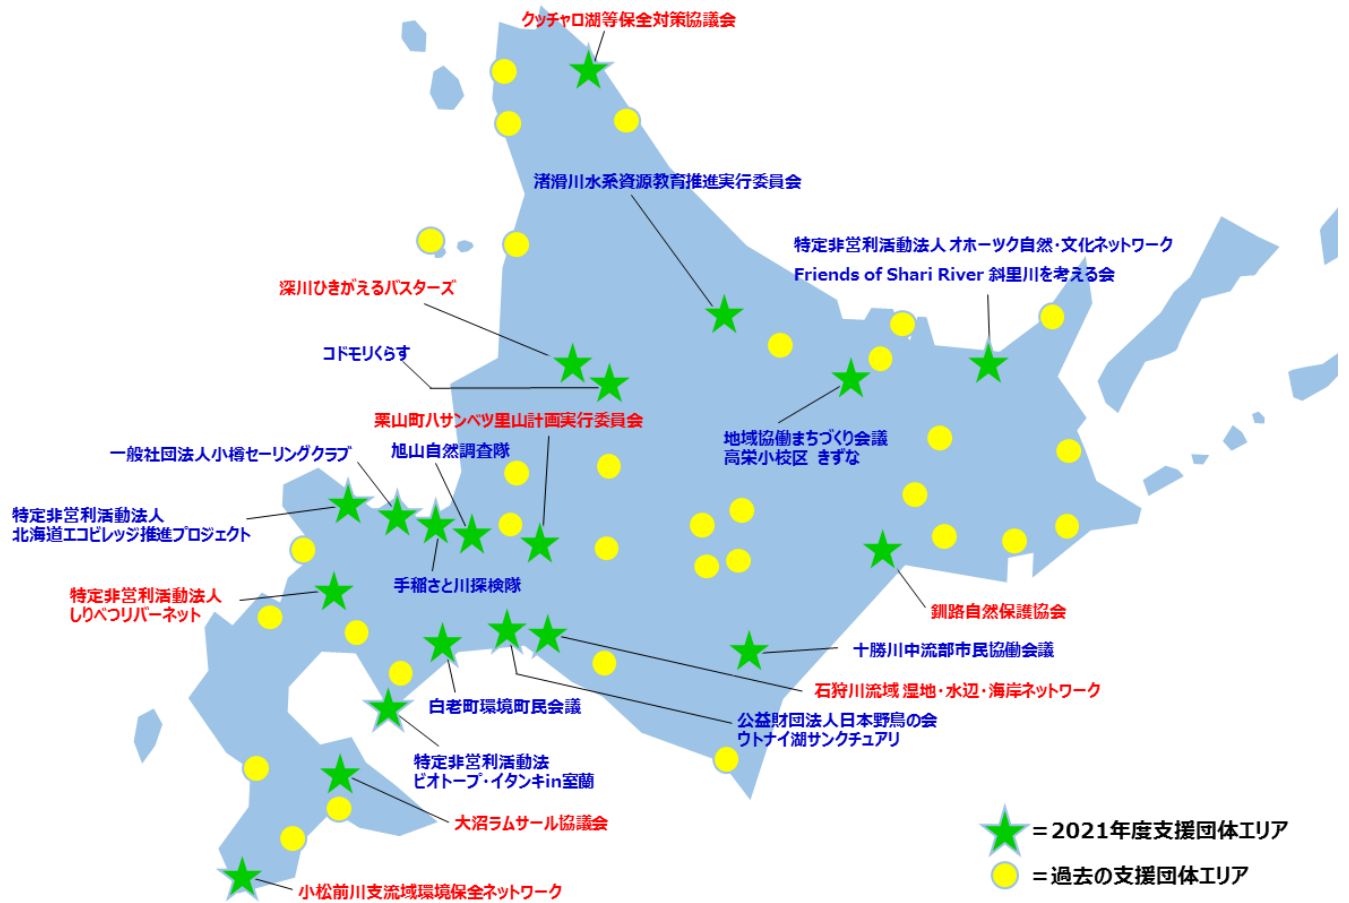 クッチャロ湖等保全対策協議会
渚滑川水系資源教育推進実行委員会
特定非営利活動法人 オホーツク自然・文化ネットワーク
Friends of Shari River 斜里川を考える会
深川ひきがえるバスターズ
コドモリくらす
栗山町ハサンベツ里山計画実行委員会
旭山自然調査隊
一般社団法人小樽セーリングクラブ
地域協働まちづくり会議
高栄小校区 きずな
特定非営利活動法人
北海道エコビレッジ推進プロジェクト
手稲さと川探検隊
特定非営利活動法人
しりべつリバーネット
釧路自然保護協会
十勝川中流部市民協働会議
石狩川流域 湿地・水辺・海岸ネットワーク
白老町環境町民会議
公益財団法人日本野鳥の会
ウトナイ湖サンクチュアリ
特定非営利活動法
ビオトープ・イタンキin室蘭
大沼ラムサール協議会
小松前川支流域環境保全ネットワーク
＝2021年度支援団体エリア
＝過去の支援団体エリア